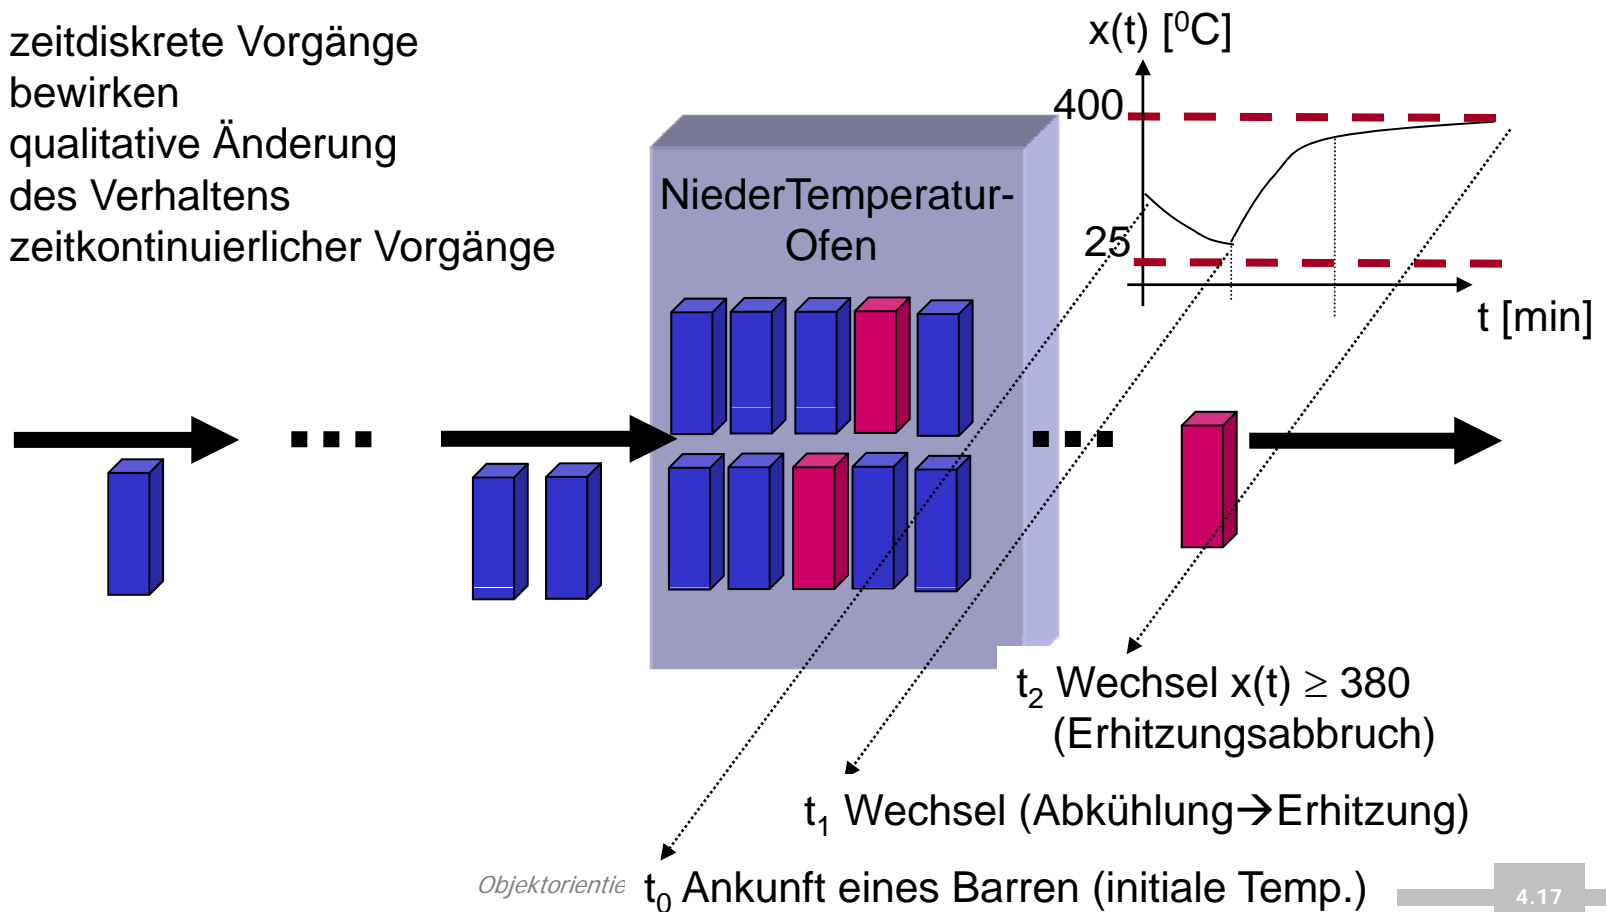 zeitdiskrete Vorgänge
bewirken
qualitative Änderung
des Verhaltens
zeitkontinuierlicher Vorgänge
x(t) [⁰C]
400
25
t [min]
NiederTemperatur-
Ofen
t₂ Wechsel x(t) ≥ 380
(Erhitzungsabbruch)
t₁ Wechsel (Abkühlung→Erhitzung)
t₀ Ankunft eines Barren (initiale Temp.)
Objektorientie
4.17